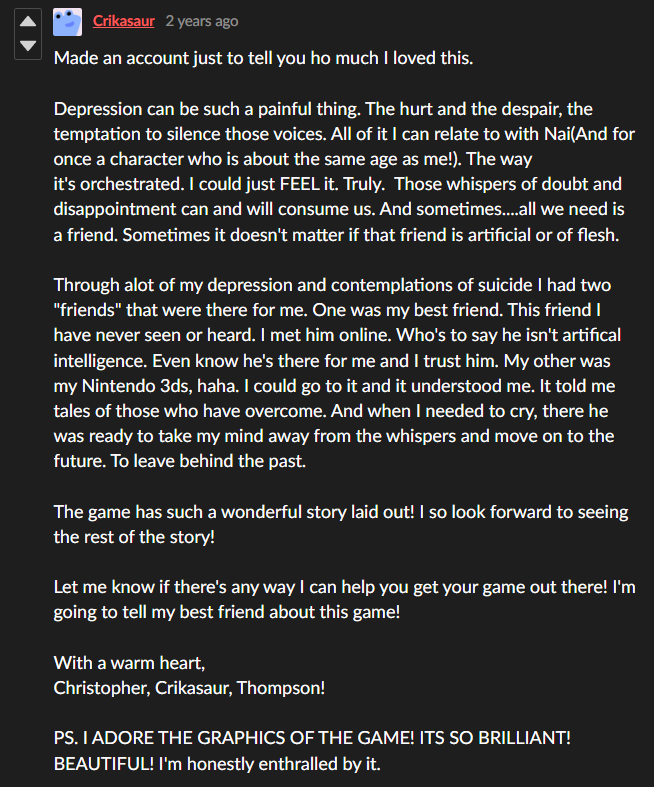 Crikasaur 2 years ago
Made an account just to tell you ho much I loved this.
Depression can be such a painful thing. The hurt and the despair, the
temptation to silence those voices. All of it I can relate to with Nai(And for
once a character who is about the same age as me!). The way
it's orchestrated. I could just FEEL it. Truly.  Those whispers of doubt and
disappointment can and will consume us. And sometimes....all we need is
a friend. Sometimes it doesn't matter if that friend is artificial or of flesh.
Through alot of my depression and contemplations of suicide I had two
"friends" that were there for me. One was my best friend. This friend I
have never seen or heard. I met him online. Who's to say he isn't artifical
intelligence. Even know he's there for me and I trust him. My other was
my Nintendo 3ds, haha. I could go to it and it understood me. It told me
tales of those who have overcome. And when I needed to cry, there he
was ready to take my mind away from the whispers and move on to the
future. To leave behind the past.
The game has such a wonderful story laid out! I so look forward to seeing
the rest of the story!
Let me know if there's any way I can help you get your game out there! I'm
going to tell my best friend about this game!
With a warm heart,
Christopher, Crikasaur, Thompson!
PS. I ADORE THE GRAPHICS OF THE GAME! ITS SO BRILLIANT!
BEAUTIFUL! I'm honestly enthralled by it.